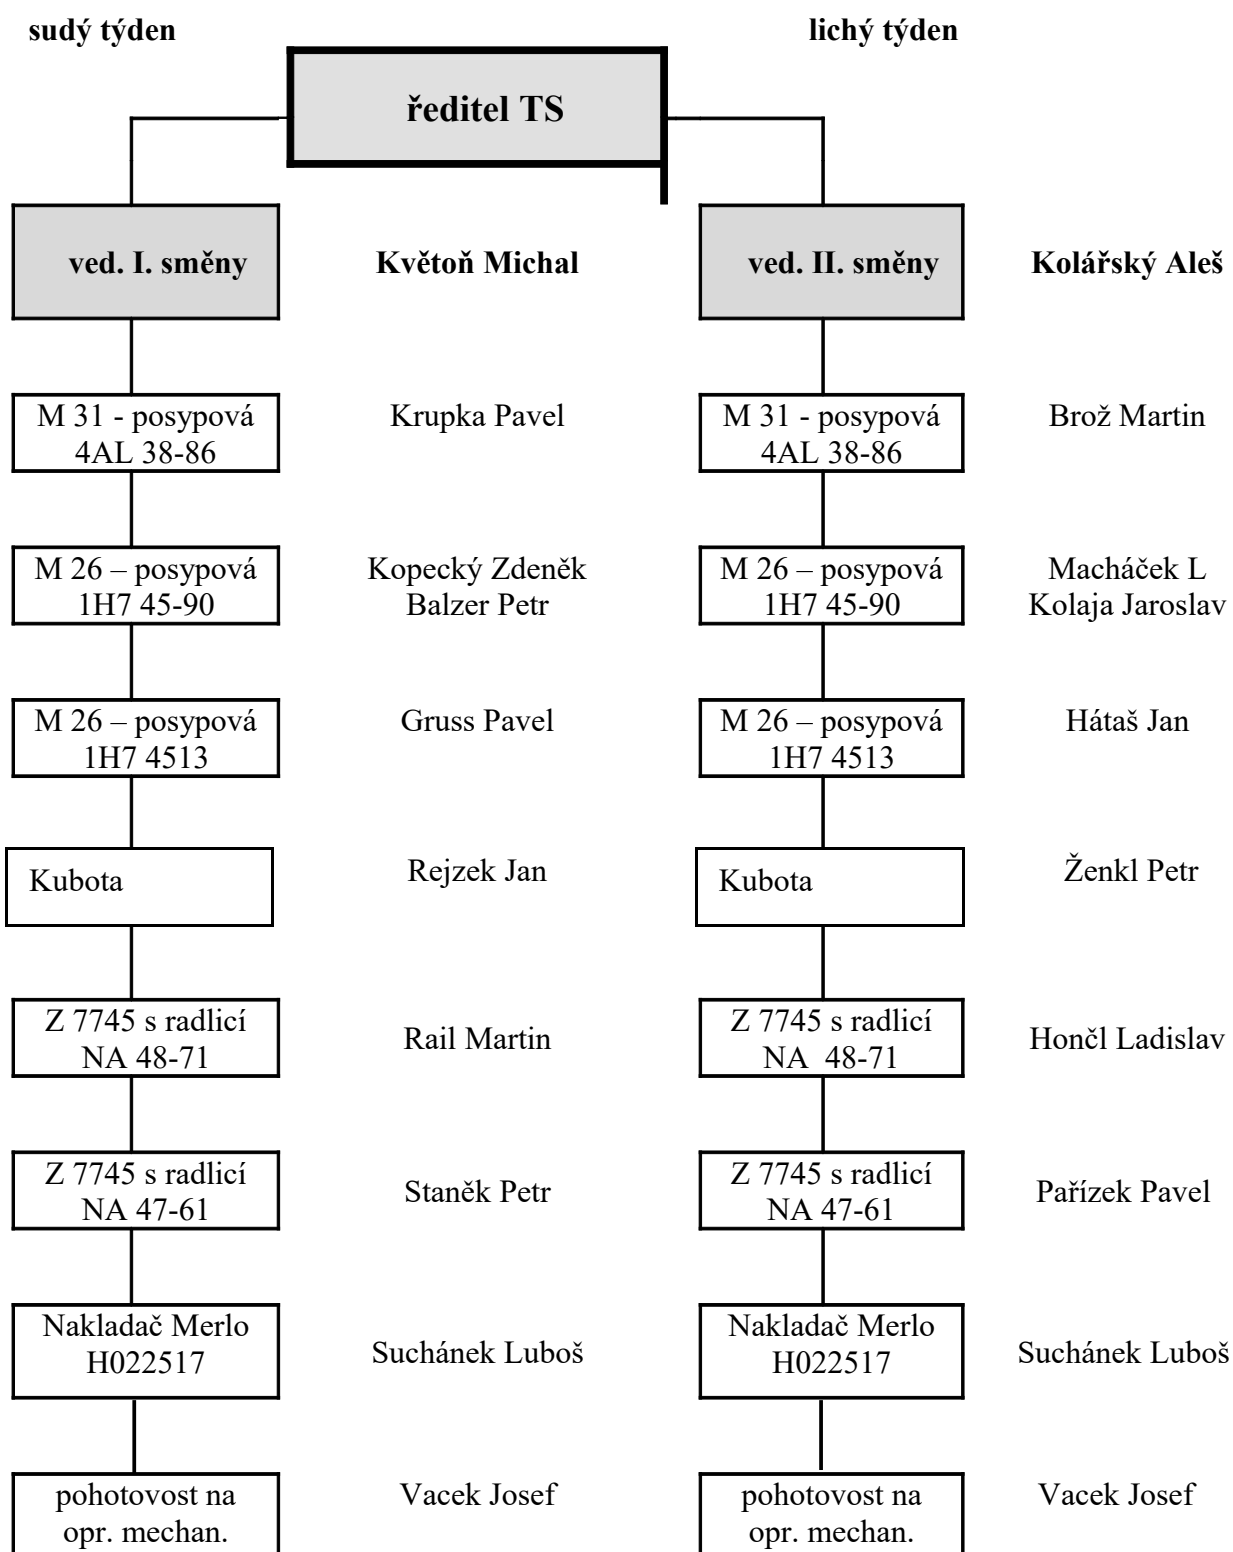 sudý týden
lichý týden
ředitel TS
ved. I. směny
Květoň Michal
ved. II. směny
Kolářský Aleš
M 31 - posypová
4AL 38-86
Krupka Pavel
M 31 - posypová
4AL 38-86
Brož Martin
M 26 – posypová
1H7 45-90
Kopecký Zdeněk
Balzer Petr
M 26 – posypová
1H7 45-90
Macháček L
Kolaja Jaroslav
M 26 – posypová
1H7 4513
Gruss Pavel
M 26 – posypová
1H7 4513
Hátaš Jan
Kubota
Rejzek Jan
Kubota
Ženkl Petr
Z 7745 s radlicí
NA 48-71
Rail Martin
Z 7745 s radlicí
NA 48-71
Hončl Ladislav
Z 7745 s radlicí
NA 47-61
Staněk Petr
Z 7745 s radlicí
NA 47-61
Pařízek Pavel
Nakladač Merlo
H022517
Suchánek Luboš
Nakladač Merlo
H022517
Suchánek Luboš
pohotovost na
opr. mechan.
Vacek Josef
pohotovost na
opr. mechan.
Vacek Josef